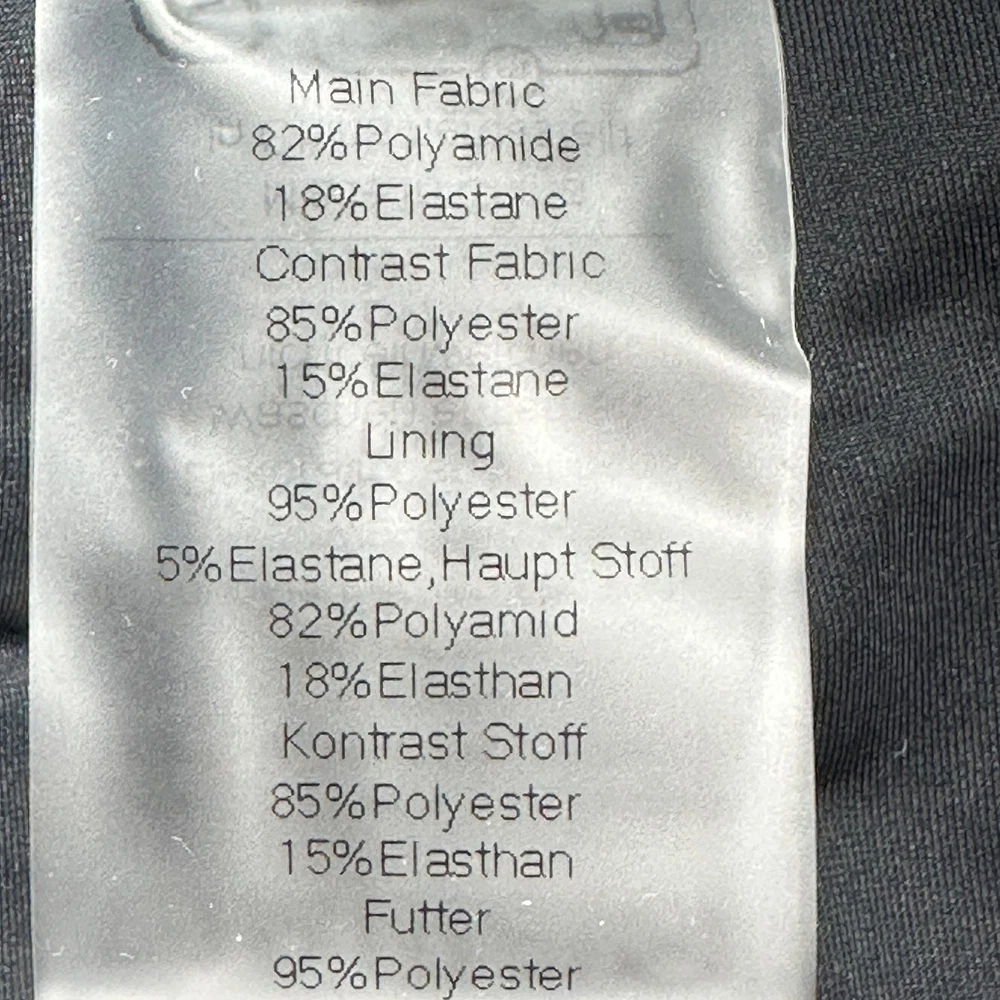 Main Fabric
82%Polyamide
18%Elastane
Contrast Fabric
85%Polyester
15%Elastane
Lining
95%Polyester
5%Elastane,Haupt Stoff
82%Polyamid
18%Elasthan
Kontrast Stoff
85%Polyester
15%Elasthan
Futter
95%Polyester